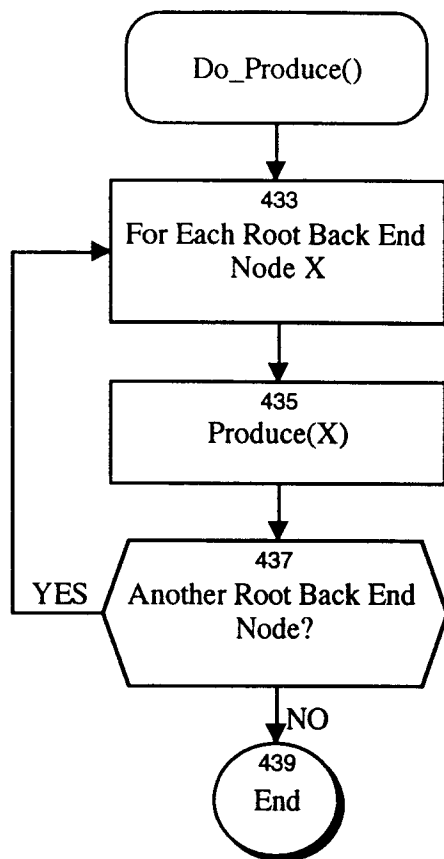 Do_Produce()
433
For Each Root Back End
Node X
435
Produce(X)
437
YES
Another Root Back End
Node?
NO
439
End